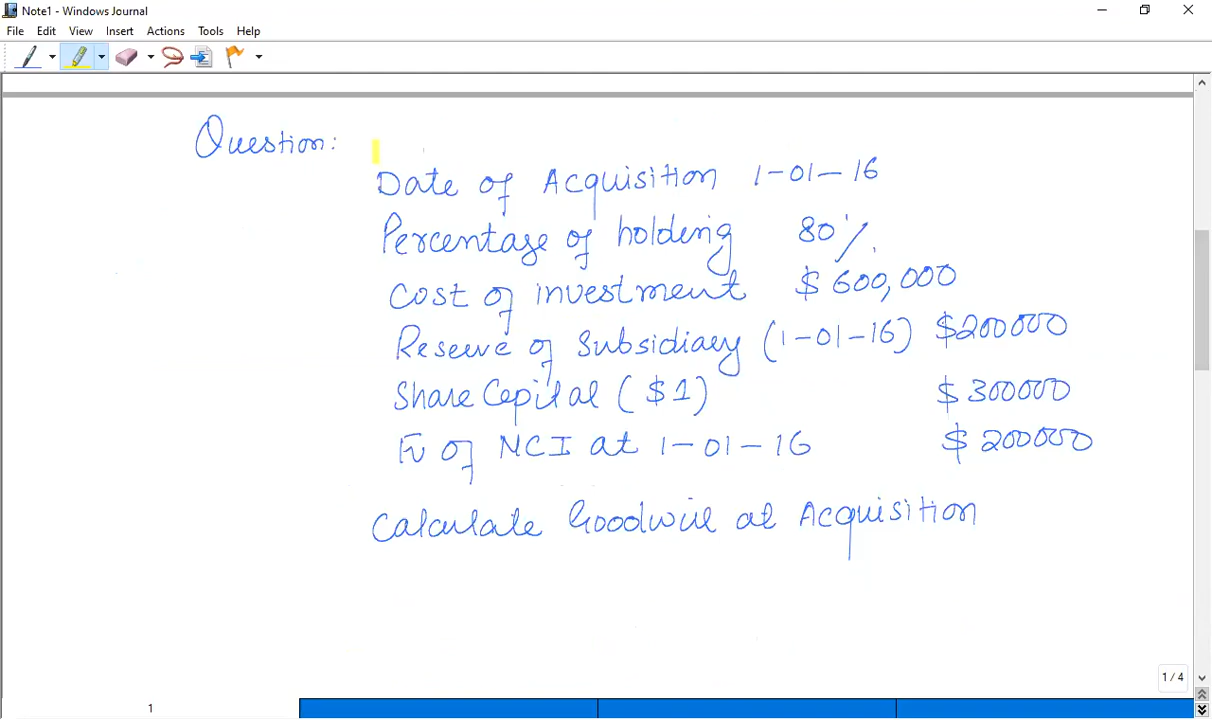 Note1 - Windows Journal
File Edit View Insert Actions Tools Help
Question:
Date of Acquisition 1-01-16
Percentage of holding 80%
Cost of investment $ 600,000
Reserve of Subsidiary (1-01-16) $200000
Share Capital ($1) $ 300000
Fv of NCI at 1-01-16 $ 200000
Calculate Goodwill at Acquisition
1 / 4
1